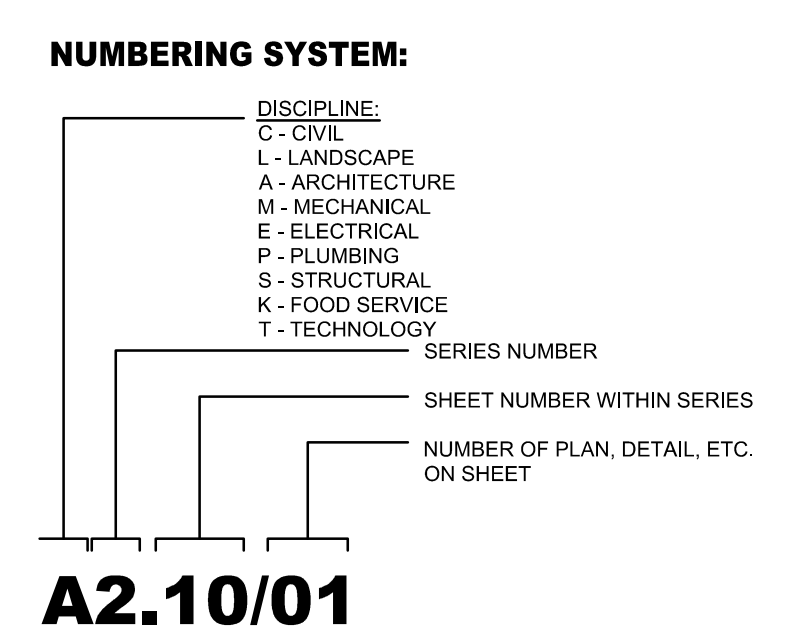 NUMBERING SYSTEM:
DISCIPLINE:
C - CIVIL
L - LANDSCAPE
A - ARCHITECTURE
M - MECHANICAL
E - ELECTRICAL
P - PLUMBING
S - STRUCTURAL
K - FOOD SERVICE
T - TECHNOLOGY
SERIES NUMBER
SHEET NUMBER WITHIN SERIES
NUMBER OF PLAN, DETAIL, ETC.
ON SHEET
A2.10/01